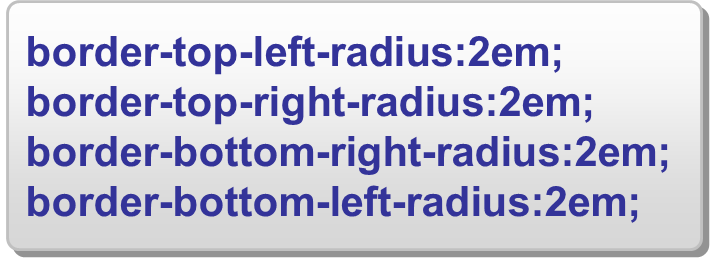 border-top-left-radius:2em;
border-top-right-radius:2em;
border-bottom-right-radius:2em;
border-bottom-left-radius:2em;